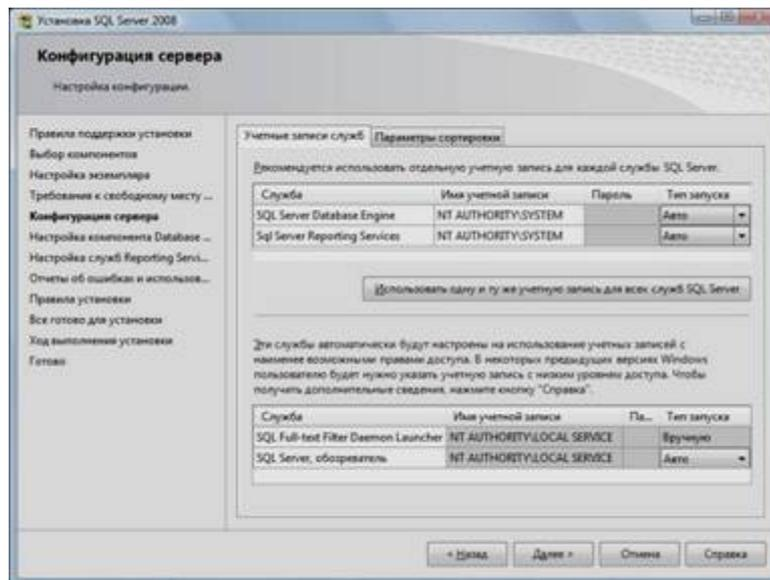 Установка SQL Server 2008
Конфигурация сервера
Настройка конфигурации.
Правила поддержки установки
Выбор компонентов
Настройка экземпляра
Требования к свободному месту ...
Конфигурация сервера
Настройка компонента Database ...
Настройка служб Reporting Servi...
Отчеты об ошибках и использов...
Правила установки
Все готово для установки
Ход выполнения установки
Готово
Учетные записи служб Параметры сортировки
Рекомендуется использовать отдельную учетную запись для каждой службы SQL Server.
Служба Имя учетной записи Пароль Тип запуска
SQL Server Database Engine NT AUTHORITY\SYSTEM Авто
Sql Server Reporting Services NT AUTHORITY\SYSTEM Авто
Использовать одну и ту же учетную запись для всех служб SQL Server
Эти службы автоматически будут настроены на использование учетных записей с
наименее возможными правами доступа. В некоторых предыдущих версиях Windows
пользователю будет нужно указать учетную запись с низким уровнем доступа. Чтобы
получить дополнительные сведения, нажмите кнопку "Справка".
Служба Имя учетной записи Па... Тип запуска
SQL Full-text Filter Daemon Launcher NT AUTHORITY\LOCAL SERVICE Вручную
SQL Server, обозреватель NT AUTHORITY\LOCAL SERVICE Авто
< Назад Далее > Отмена Справка